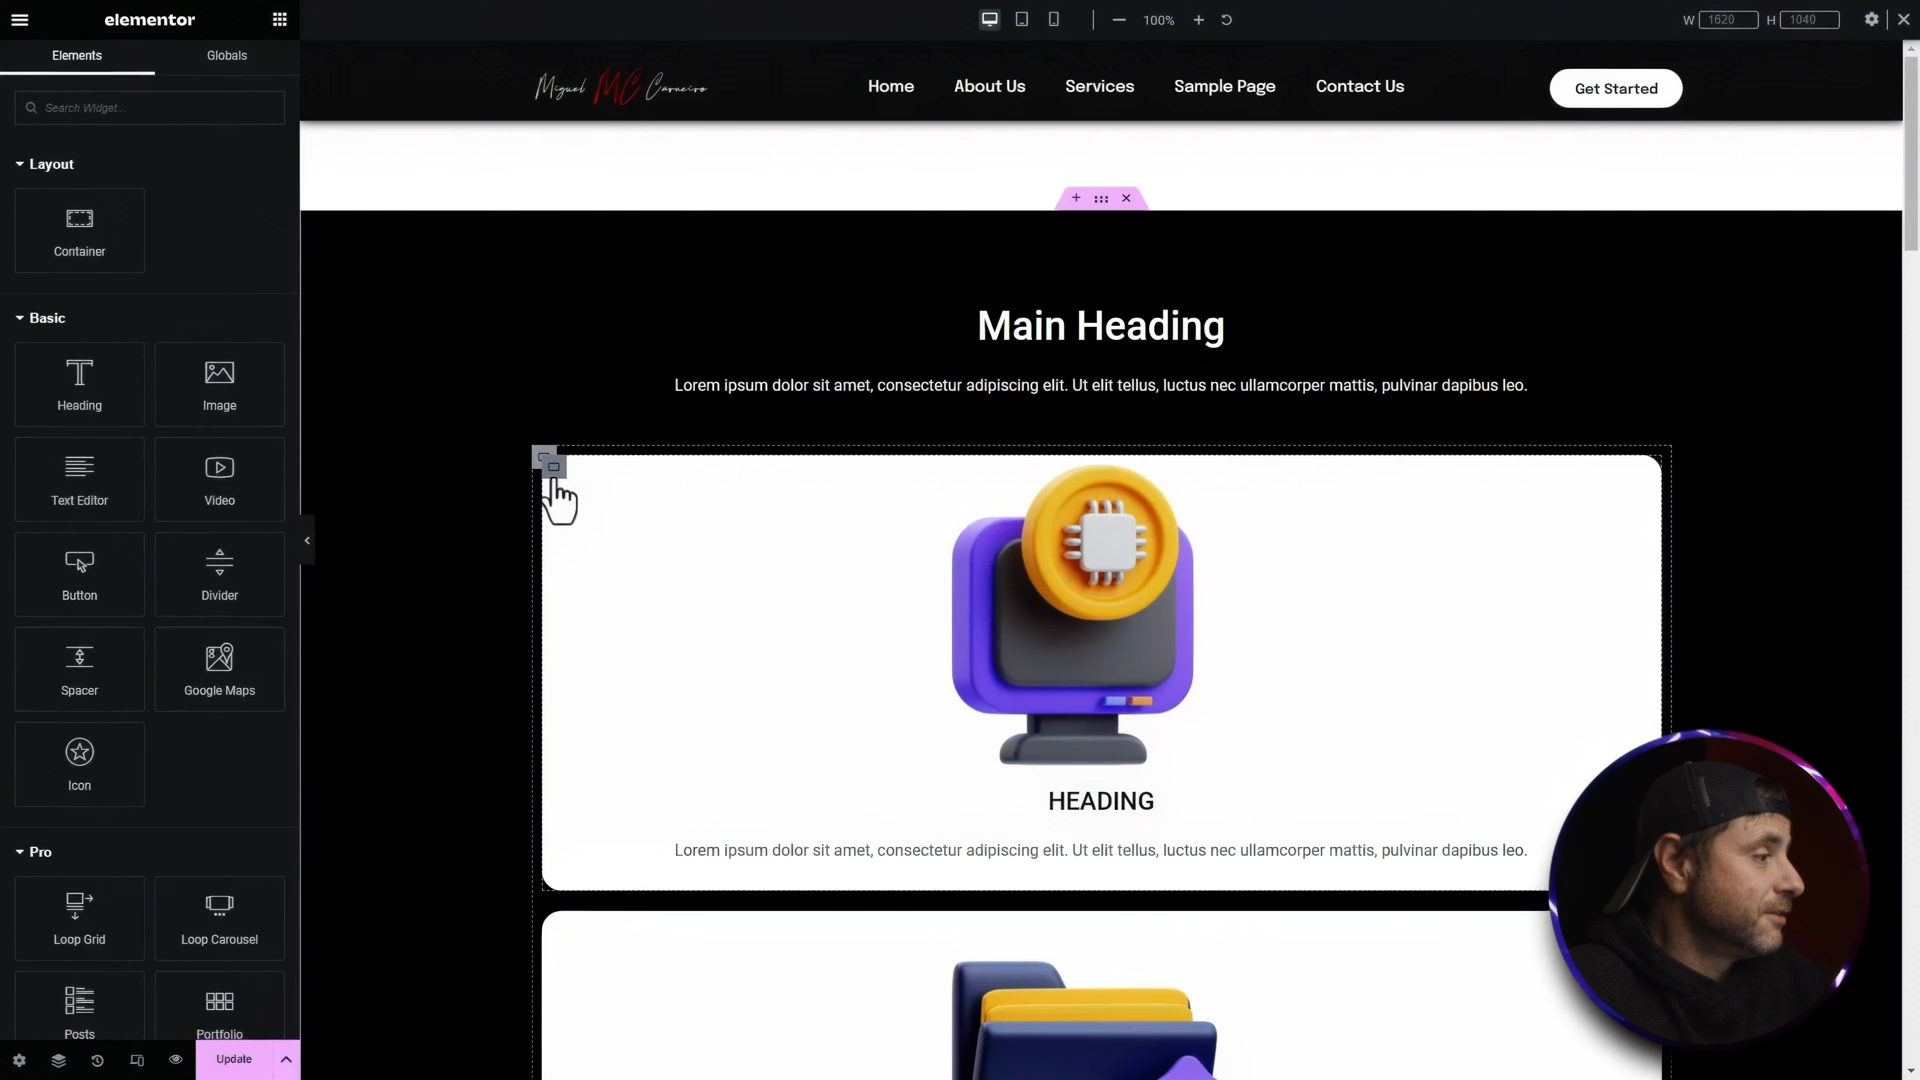 elementor
100%
W 1620 H 1040
Elements Globals
Search Widget...
Miguel MC Carneiro
Home About Us Services Sample Page Contact Us
Get Started
Layout
Container
Basic
Heading Image
Text Editor Video
Button Divider
Spacer Google Maps
Icon
Pro
Loop Grid Loop Carousel
Posts Portfolio
Update
Main Heading
Lorem ipsum dolor sit amet, consectetur adipiscing elit. Ut elit tellus, luctus nec ullamcorper mattis, pulvinar dapibus leo.
HEADING
Lorem ipsum dolor sit amet, consectetur adipiscing elit. Ut elit tellus, luctus nec ullamcorper mattis, pulvinar dapibus leo.